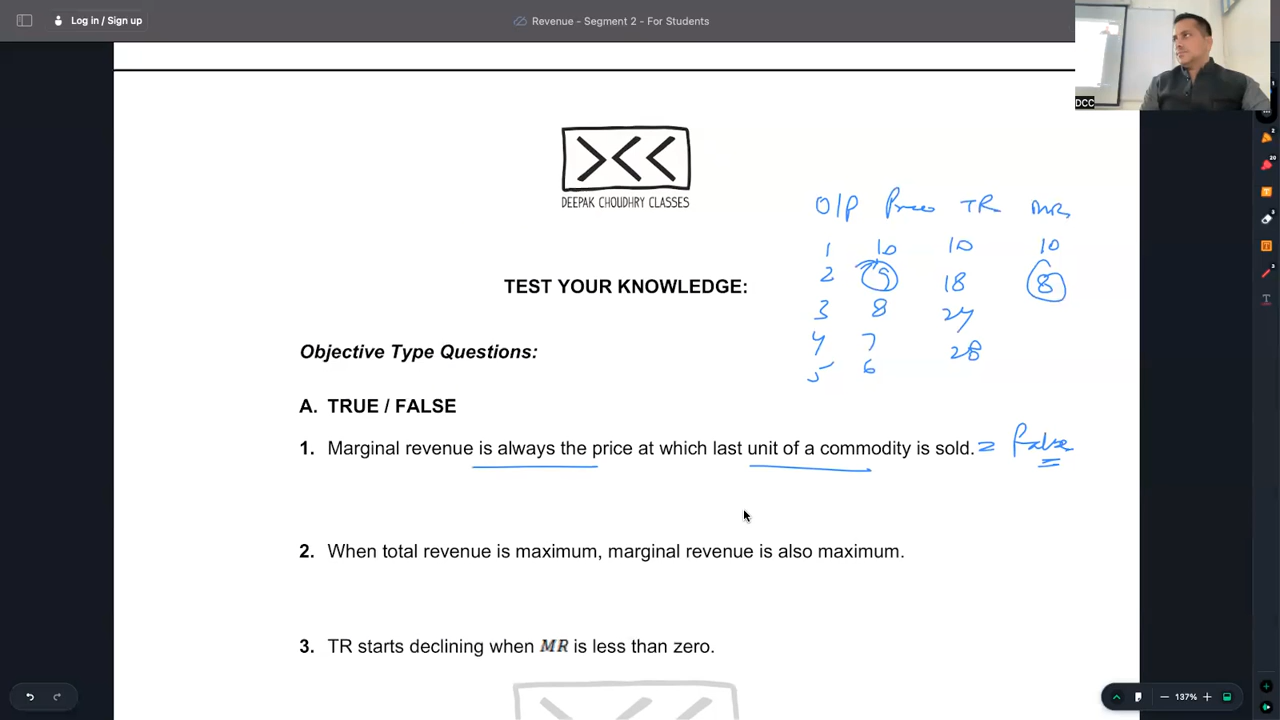 Log in / Sign up
Revenue - Segment 2 - For Students
DCC
DEEPAK CHOUDHRY CLASSES
O/P Price TR MR
1 10 10 10
2 9 18 8
3 8 24
4 7 28
5 6
TEST YOUR KNOWLEDGE:
Objective Type Questions:
A. TRUE / FALSE
1. Marginal revenue is always the price at which last unit of a commodity is sold. = false
2. When total revenue is maximum, marginal revenue is also maximum.
3. TR starts declining when MR is less than zero.
137%